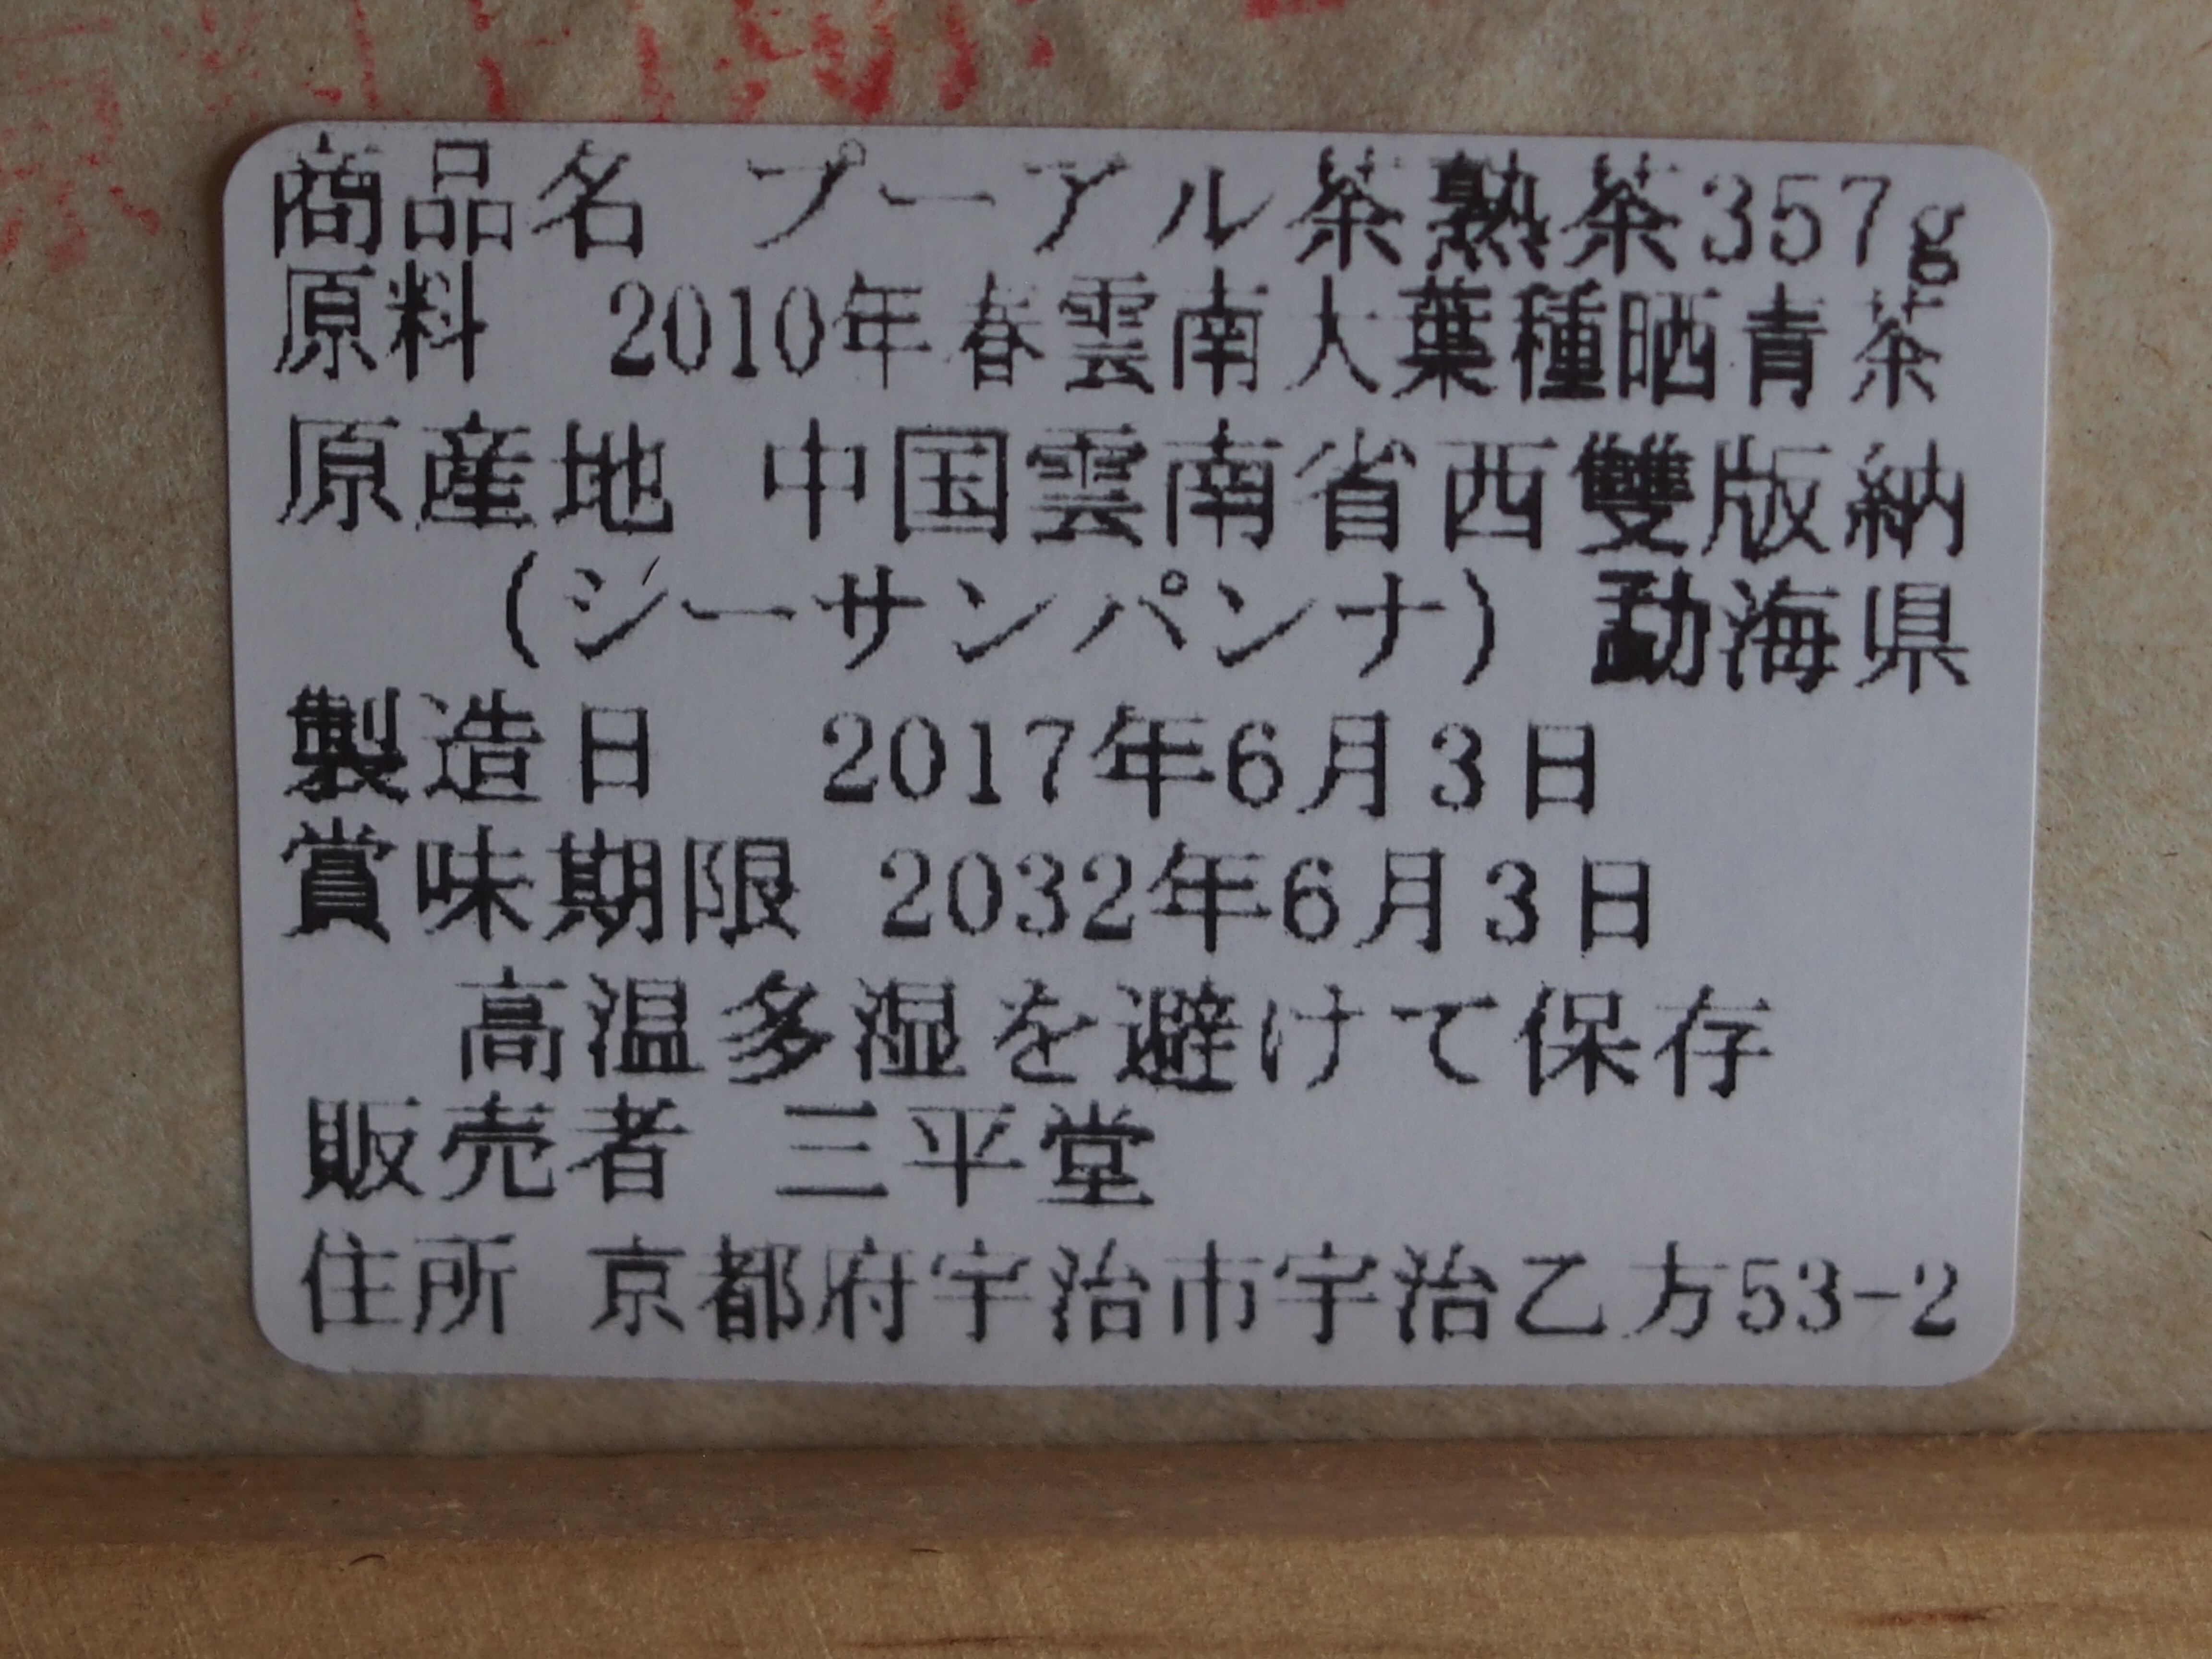 商品名 プーアル茶熟茶357g
原料 2010年春雲南大葉種晒青茶
原産地 中国雲南省西雙版納
(シーサンパンナ) 勐海県
製造日 2017年6月3日
賞味期限 2032年6月3日
高温多湿を避けて保存
販売者 三平堂
住所 京都府宇治市宇治乙方53-2